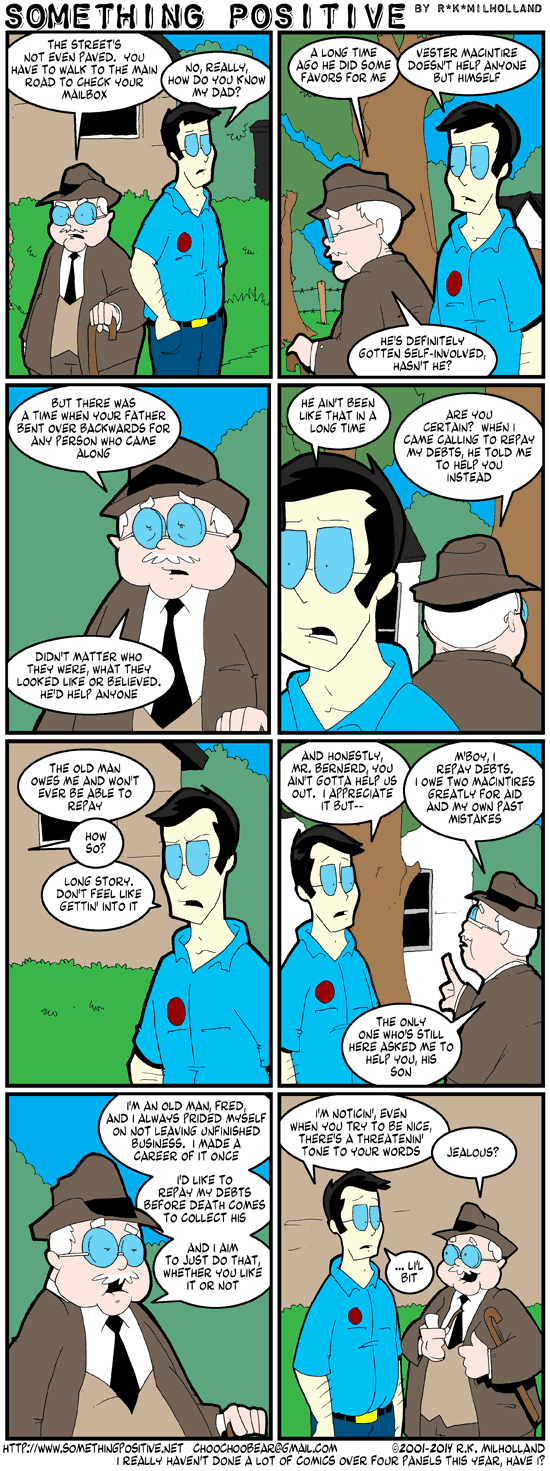 SOMETHING POSITIVE BY R*K*MILHOLLAND
THE STREET'S
NOT EVEN PAVED. YOU
HAVE TO WALK TO THE MAIN
ROAD TO CHECK YOUR
MAILBOX
NO, REALLY,
HOW DO YOU KNOW
MY DAD?
A LONG TIME
AGO HE DID SOME
FAVORS FOR ME
VESTER MACINTIRE
DOESN'T HELP ANYONE
BUT HIMSELF
HE'S DEFINITELY
GOTTEN SELF-INVOLVED,
HASN'T HE?
BUT THERE WAS
A TIME WHEN YOUR FATHER
BENT OVER BACKWARDS FOR
ANY PERSON WHO CAME
ALONG
DIDN'T MATTER WHO
THEY WERE, WHAT THEY
LOOKED LIKE OR BELIEVED.
HE'D HELP ANYONE
HE AIN'T BEEN
LIKE THAT IN A
LONG TIME
ARE YOU
CERTAIN? WHEN I
CAME CALLING TO REPAY
MY DEBTS, HE TOLD ME
TO HELP YOU
INSTEAD
THE OLD MAN
OWES ME AND WON'T
EVER BE ABLE TO
REPAY
HOW
SO?
LONG STORY.
DON'T FEEL LIKE
GETTIN' INTO IT
AND HONESTLY,
MR. BERNERD, YOU
AIN'T GOTTA HELP US
OUT. I APPRECIATE
IT BUT--
M'BOY, I
REPAY DEBTS.
I OWE TWO MACINTIRES
GREATLY FOR AID
AND MY OWN PAST
MISTAKES
THE ONLY
ONE WHO'S STILL
HERE ASKED ME TO
HELP YOU, HIS
SON
I'M AN OLD MAN, FRED,
AND I ALWAYS PRIDED MYSELF
ON NOT LEAVING UNFINISHED
BUSINESS. I MADE A
CAREER OF IT ONCE
I'D LIKE TO
REPAY MY DEBTS
BEFORE DEATH COMES
TO COLLECT HIS
AND I AIM
TO JUST DO THAT,
WHETHER YOU LIKE
IT OR NOT
I'M NOTICIN', EVEN
WHEN YOU TRY TO BE NICE,
THERE'S A THREATENIN'
TONE TO YOUR WORDS
JEALOUS?
... LI'L
BIT
HTTP://WWW.SOMETHINGPOSITIVE.NET CHOOCHOOBEAR@GMAIL.COM ©2001-2014 R.K. MILHOLLAND
I REALLY HAVEN'T DONE A LOT OF COMICS OVER FOUR PANELS THIS YEAR, HAVE I?